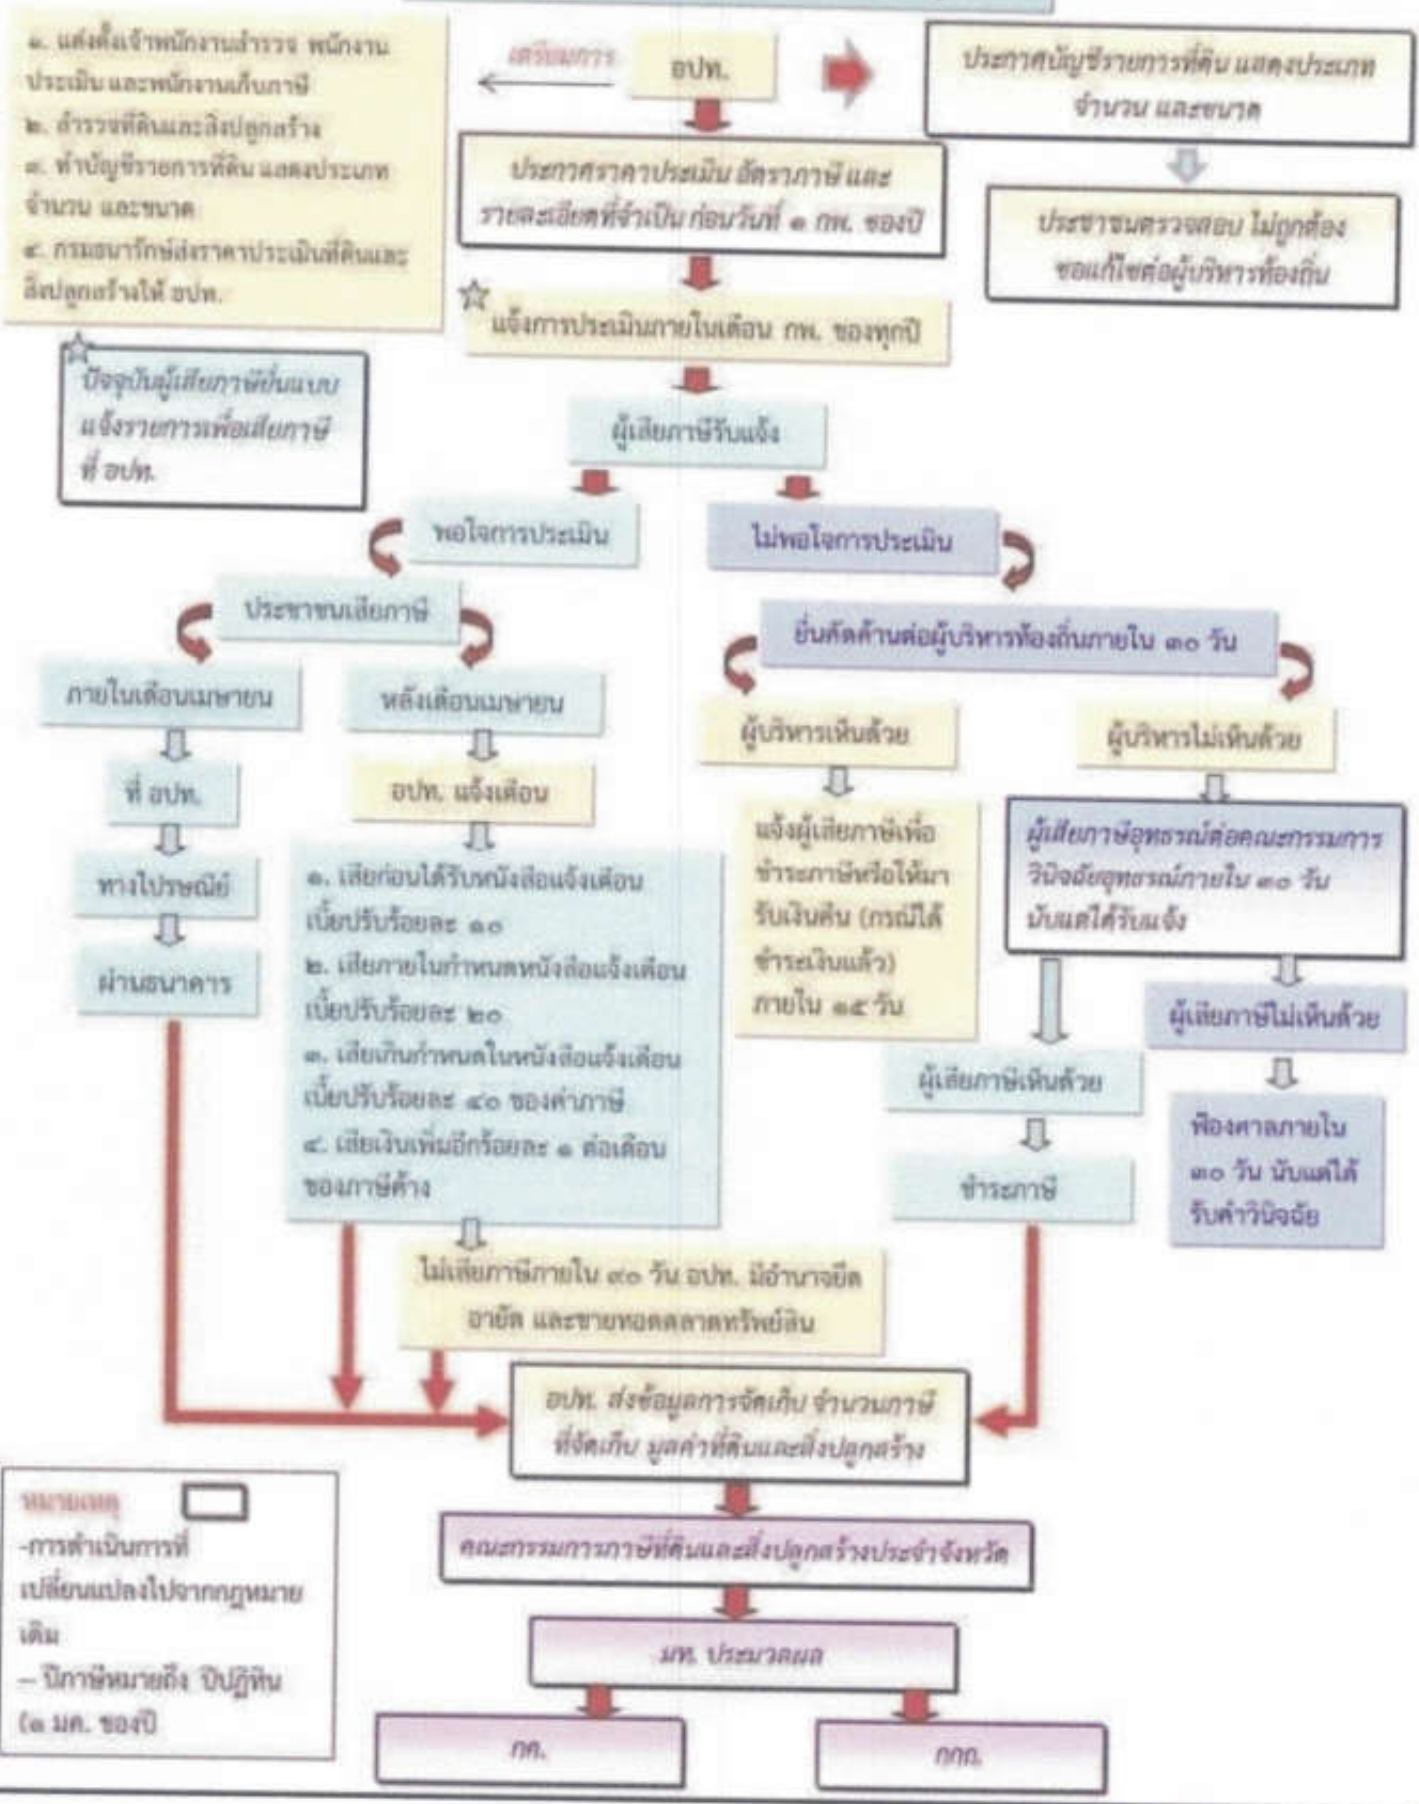 ๑. แต่งตั้งเจ้าพนักงานสำรวจ พนักงาน
ประเมิน และพนักงานเก็บภาษี
๒. สำรวจที่ดินและสิ่งปลูกสร้าง
๓. ทำบัญชีรายการที่ดิน แสดงประเภท
จำนวน และขนาด
๔. กรมธนารักษ์ส่งราคาประเมินที่ดินและ
สิ่งปลูกสร้างให้ อปท.
เตรียมการ
อปท.
ประกาศบัญชีรายการที่ดิน แสดงประเภท
จำนวน และขนาด
ประกาศราคาประเมิน อัตราภาษี และ
รายละเอียดที่จำเป็น ก่อนวันที่ ๑ กพ. ของปี
ประชาชนตรวจสอบ ไม่ถูกต้อง
ขอแก้ไขต่อผู้บริหารท้องถิ่น
แจ้งการประเมินภายในเดือน กพ. ของทุกปี
ปัจจุบันผู้เสียภาษียื่นแบบ
แจ้งรายการเพื่อเสียภาษี
ที่ อปท.
ผู้เสียภาษีรับแจ้ง
พอใจการประเมิน
ไม่พอใจการประเมิน
ประชาชนเสียภาษี
ยื่นคัดค้านต่อผู้บริหารท้องถิ่นภายใน ๓๐ วัน
ภายในเดือนเมษายน
หลังเดือนเมษายน
ผู้บริหารเห็นด้วย
ผู้บริหารไม่เห็นด้วย
ที่ อปท.
อปท. แจ้งเตือน
ทางไปรษณีย์
ผ่านธนาคาร
๑. เสียก่อนได้รับหนังสือแจ้งเตือน
เบี้ยปรับร้อยละ ๑๐
๒. เสียภายในกำหนดหนังสือแจ้งเตือน
เบี้ยปรับร้อยละ ๒๐
๓. เสียเกินกำหนดในหนังสือแจ้งเตือน
เบี้ยปรับร้อยละ ๔๐ ของค่าภาษี
๔. เสียเงินเพิ่มอีกร้อยละ ๑ ต่อเดือน
ของภาษีค้าง
แจ้งผู้เสียภาษีเพื่อ
ชำระภาษีหรือให้มา
รับเงินคืน (กรณีได้
ชำระเงินแล้ว)
ภายใน ๑๕ วัน
ผู้เสียภาษีอุทธรณ์ต่อคณะกรรมการ
วินิจฉัยอุทธรณ์ภายใน ๓๐ วัน
นับแต่ได้รับแจ้ง
ผู้เสียภาษีไม่เห็นด้วย
ผู้เสียภาษีเห็นด้วย
ฟ้องศาลภายใน
๓๐ วัน นับแต่ได้
รับคำวินิจฉัย
ชำระภาษี
ไม่เสียภาษีภายใน ๙๐ วัน อปท. มีอำนาจยึด
อายัด และขายทอดตลาดทรัพย์สิน
อปท. ส่งข้อมูลการจัดเก็บ จำนวนภาษี
ที่จัดเก็บ มูลค่าที่ดินและสิ่งปลูกสร้าง
คณะกรรมการภาษีที่ดินและสิ่งปลูกสร้างประจำจังหวัด
มท. ประมวลผล
กค.
กกถ.
หมายเหตุ
-การดำเนินการที่
เปลี่ยนแปลงไปจากกฎหมาย
เดิม
– ปีภาษีหมายถึง ปีปฏิทิน
(๑ มค. ของปี